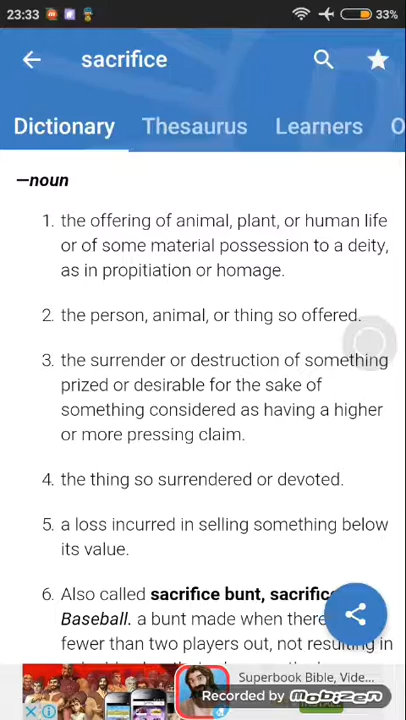 23:33
33%
sacrifice
Dictionary Thesaurus Learners O
—noun
1. the offering of animal, plant, or human life
or of some material possession to a deity,
as in propitiation or homage.
2. the person, animal, or thing so offered.
3. the surrender or destruction of something
prized or desirable for the sake of
something considered as having a higher
or more pressing claim.
4. the thing so surrendered or devoted.
5. a loss incurred in selling something below
its value.
6. Also called sacrifice bunt, sacrific
Baseball. a bunt made when there
fewer than two players out, not resulting in
Superbook Bible, Vide...
Recorded by Mobizen